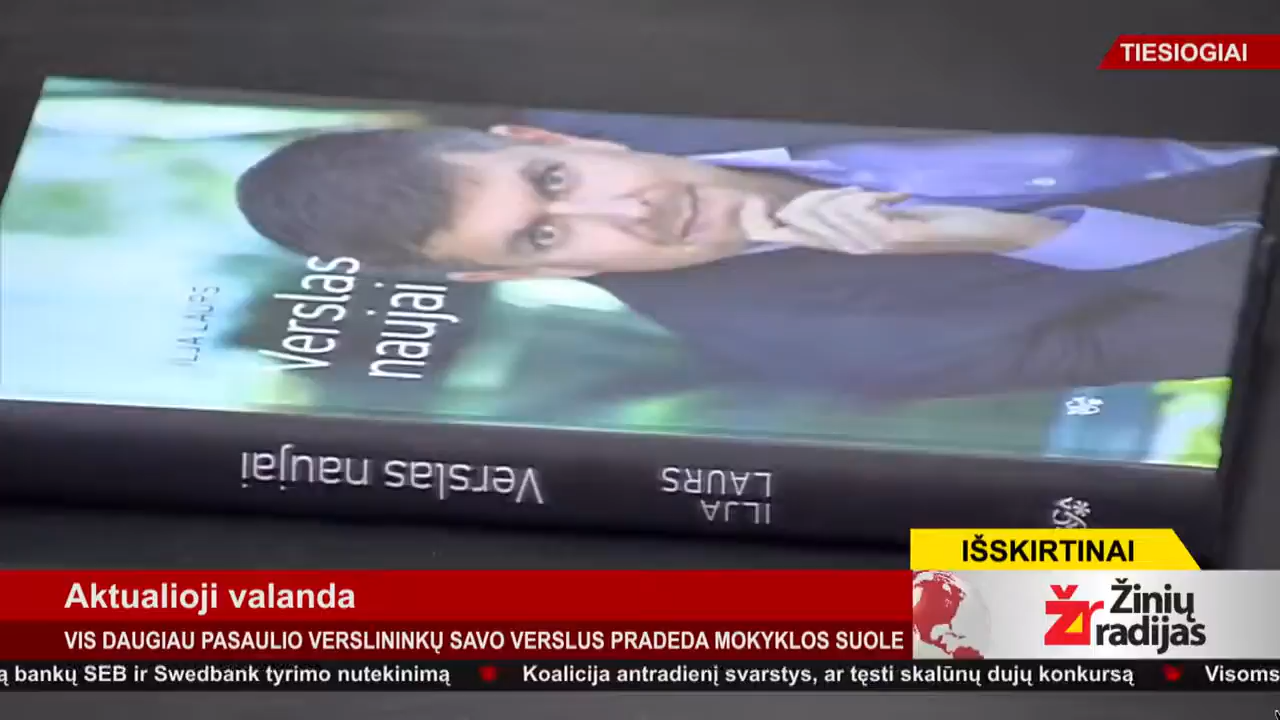 TIESIOGIAI
ILJA LAURS
Verslas
naujai
Verslas naujai
ILJA
LAURS
IŠSKIRTINAI
Aktualioji valanda
Žr Žinių
radijas
VIS DAUGIAU PASAULIO VERSLININKŲ SAVO VERSLUS PRADEDA MOKYKLOS SUOLE
ą bankų SEB ir Swedbank tyrimo nutekinimą
Koalicija antradienį svarstys, ar tęsti skalūnų dujų konkursą
Visoms